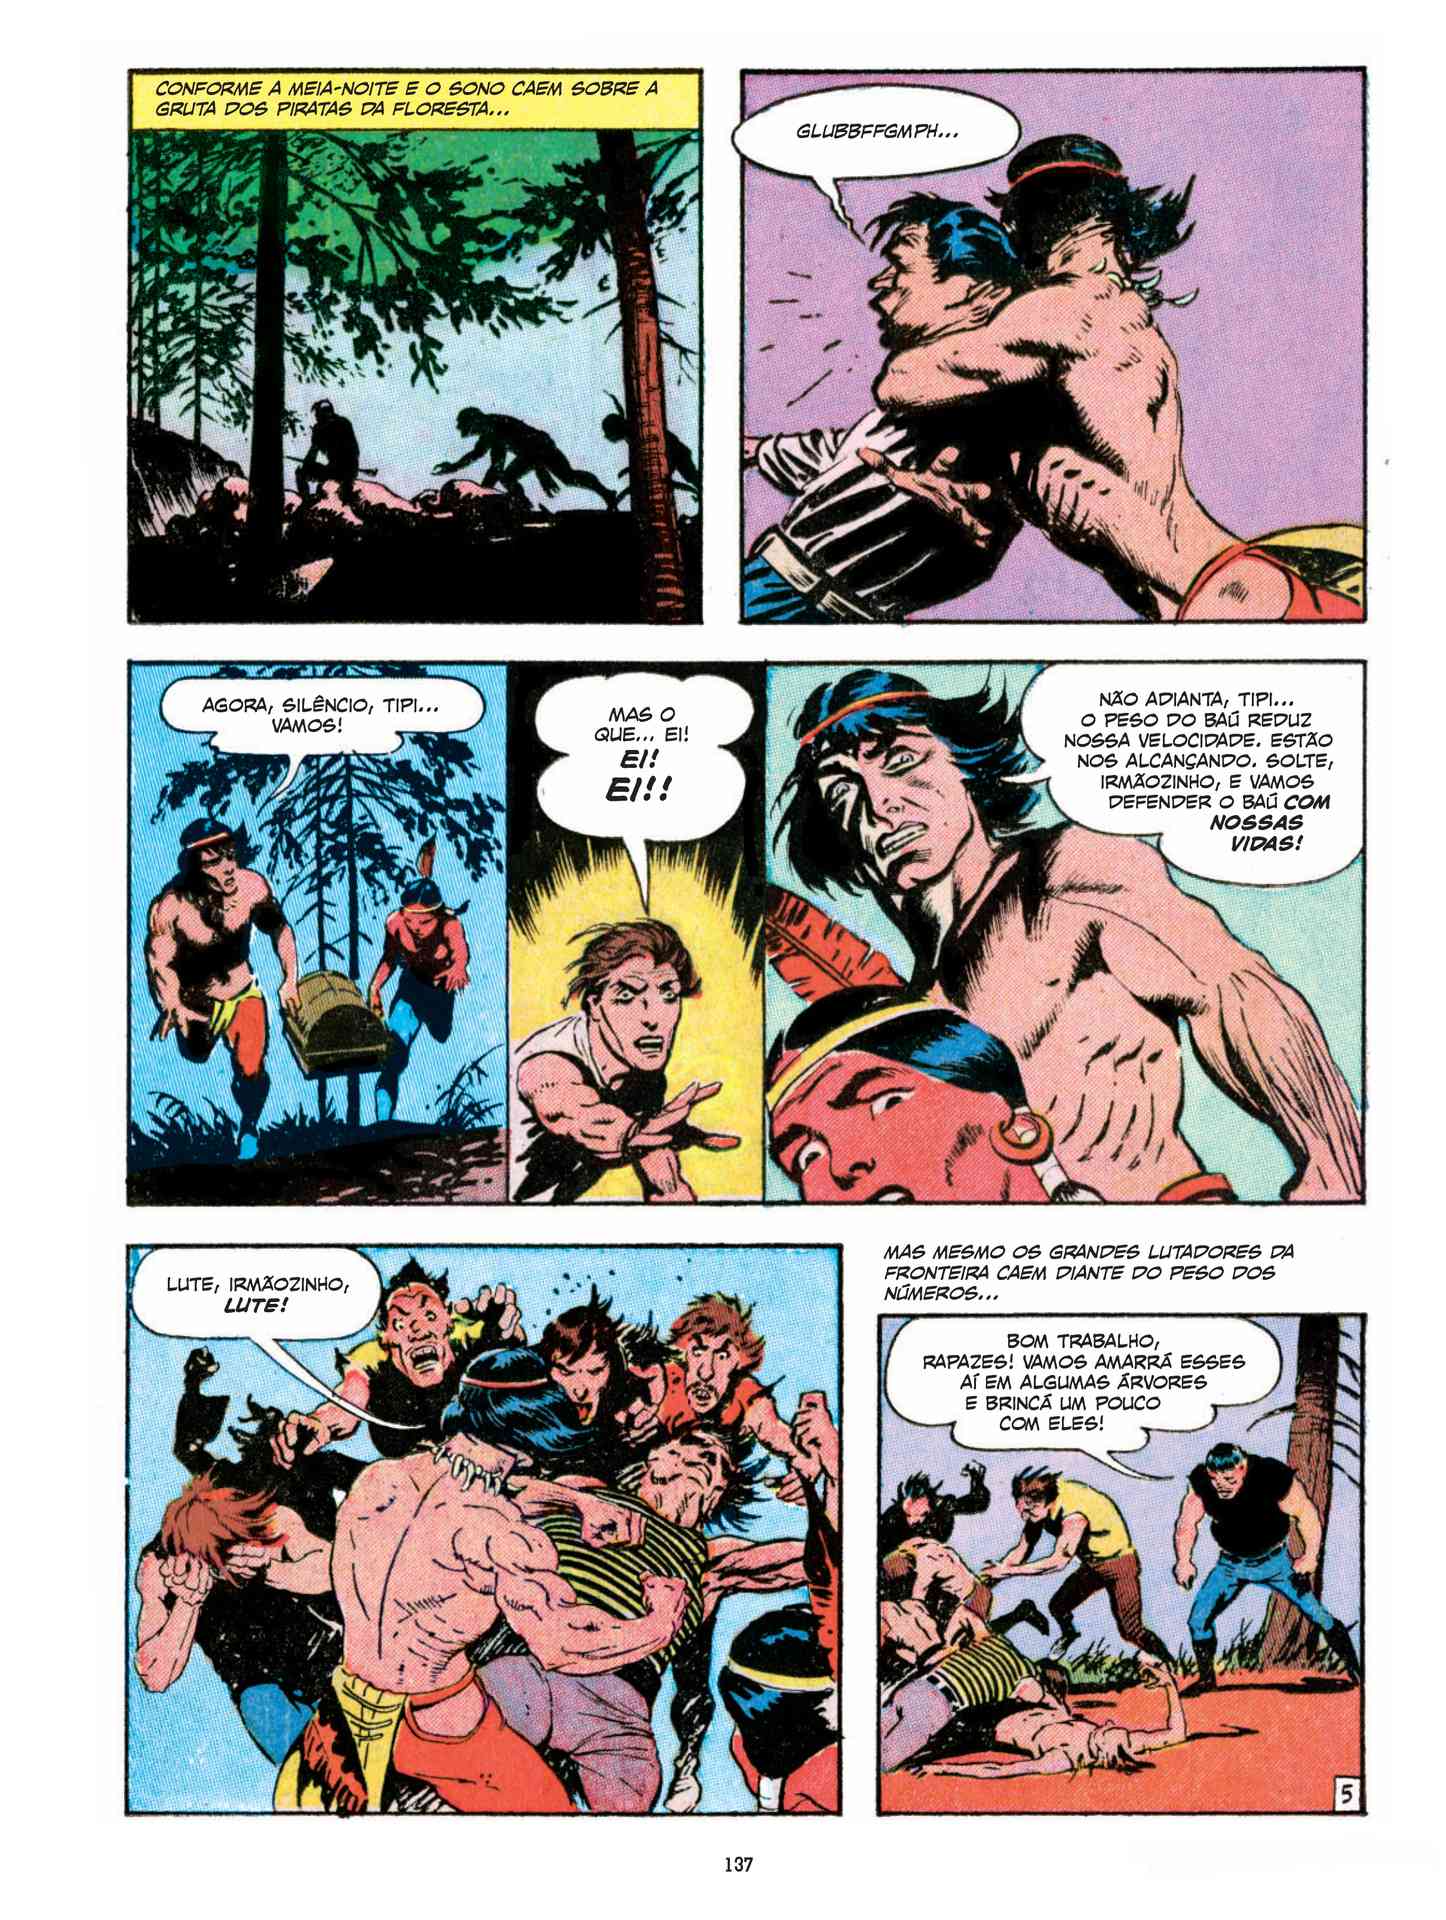 CONFORME A MEIA-NOITE E O SONO CAEM SOBRE A
GRUTA DOS PIRATAS DA FLORESTA...
GLUBBFFGMPH...
AGORA, SILÊNCIO, TIPI...
VAMOS!
MAS O
QUE... EI!
EI!
EI!!
NÃO ADIANTA, TIPI...
O PESO DO BAÚ REDUZ
NOSSA VELOCIDADE. ESTÃO
NOS ALCANÇANDO. SOLTE,
IRMÃOZINHO, E VAMOS
DEFENDER O BAÚ COM
NOSSAS
VIDAS!
LUTE, IRMÃOZINHO,
LUTE!
MAS MESMO OS GRANDES LUTADORES DA
FRONTEIRA CAEM DIANTE DO PESO DOS
NÚMEROS...
BOM TRABALHO,
RAPAZES! VAMOS AMARRÁ ESSES
AÍ EM ALGUMAS ÁRVORES
E BRINCÁ UM POUCO
COM ELES!
5
137